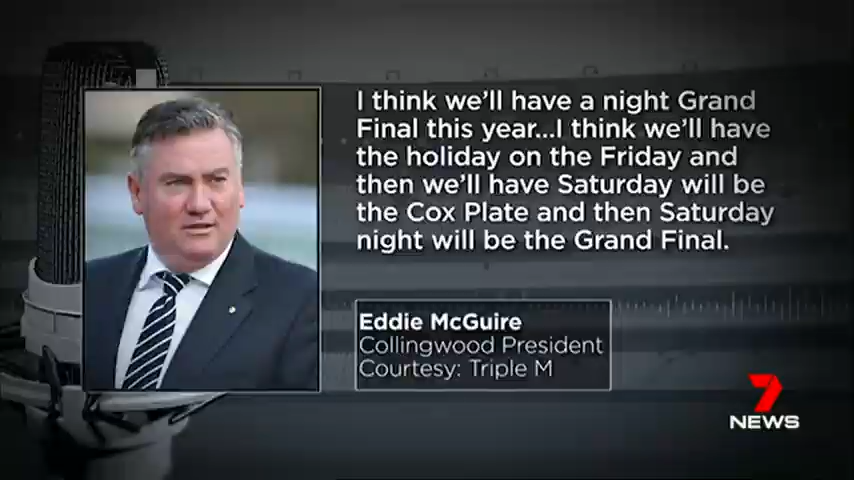 I think we'll have a night Grand
Final this year...I think we'll have
the holiday on the Friday and
then we'll have Saturday will be
the Cox Plate and then Saturday
night will be the Grand Final.
Eddie McGuire
Collingwood President
Courtesy: Triple M
7
NEWS